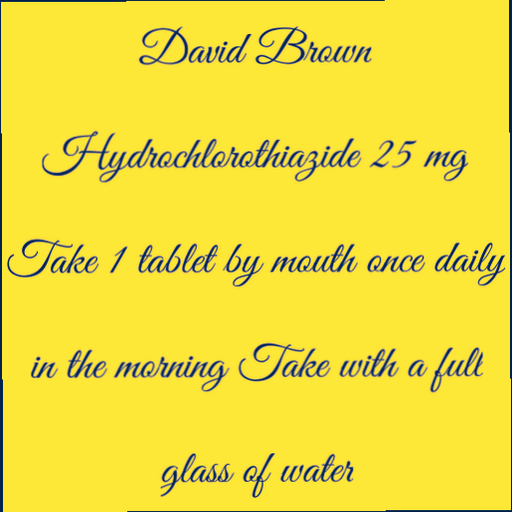 David Brown
Hydrochlorothiazide 25 mg
Take 1 tablet by mouth once daily
in the morning Take with a full
glass of water